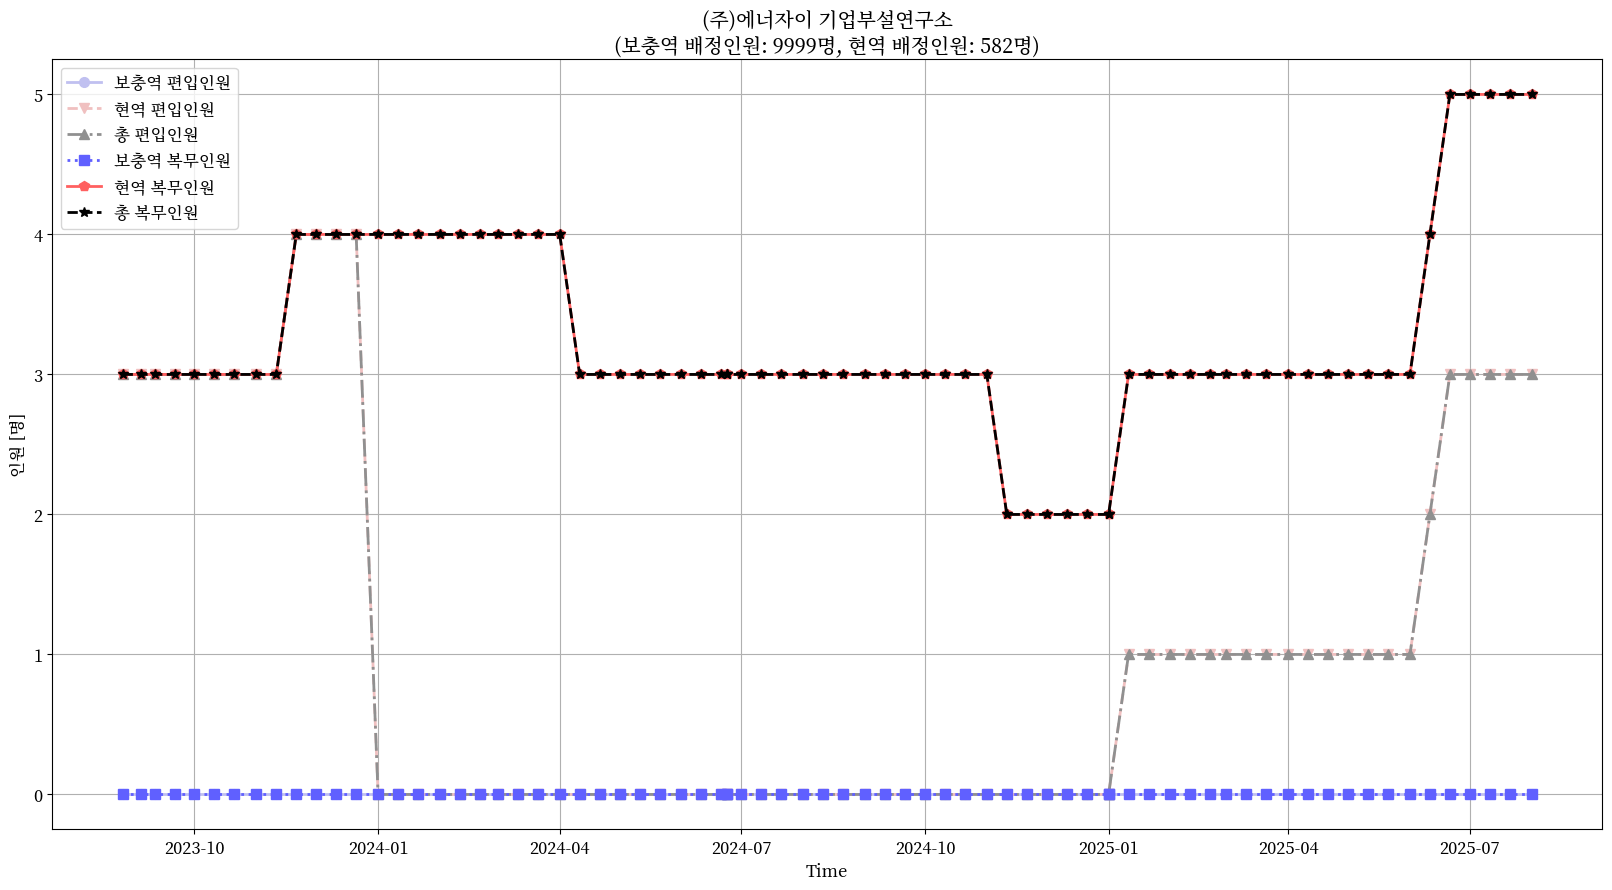 (주)에너자이 기업부설연구소
(보충역 배정인원: 9999명, 현역 배정인원: 582명)
보충역 편입인원
현역 편입인원
총 편입인원
보충역 복무인원
현역 복무인원
총 복무인원
5
4
3
2
1
0
인원 [명]
2023-10
2024-01
2024-04
2024-07
2024-10
2025-01
2025-04
2025-07
Time